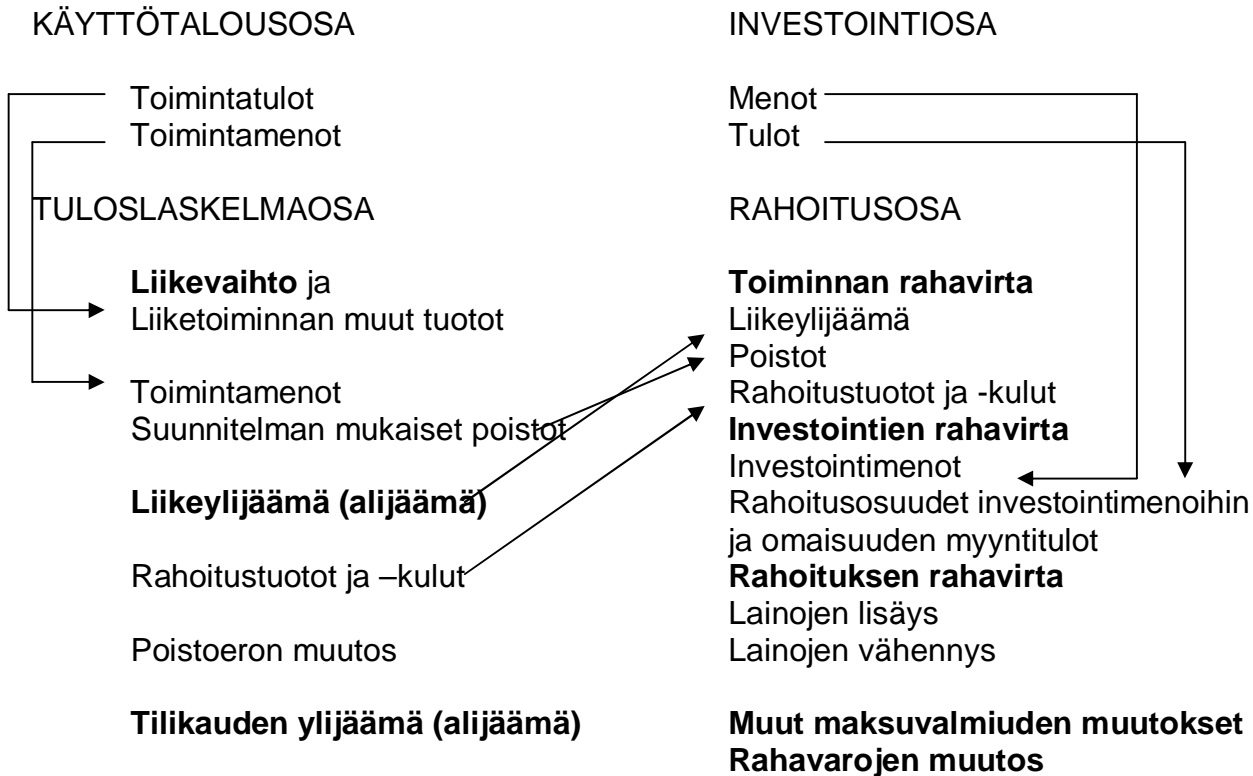 KÄYTTÖTALOUSOSA
Toimintatulot
Toimintamenot
TULOSLASKELMAOSA
Liikevaihto ja
Liiketoiminnan muut tuotot
Toimintamenot
Suunnitelman mukaiset poistot
Liikeylijäämä (alijäämä)
Rahoitustuotot ja –kulut
Poistoeron muutos
Tilikauden ylijäämä (alijäämä)
INVESTOINTIOSA
Menot
Tulot
RAHOITUSOSA
Toiminnan rahavirta
Liikeylijäämä
Poistot
Rahoitustuotot ja -kulut
Investointien rahavirta
Investointimenot
Rahoitusosuudet investointimenoihin
ja omaisuuden myyntitulot
Rahoituksen rahavirta
Lainojen lisäys
Lainojen vähennys
Muut maksuvalmiuden muutokset
Rahavarojen muutos